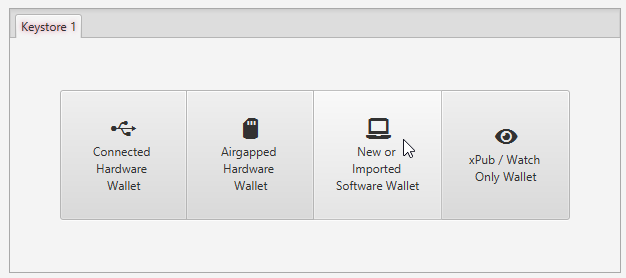 Keystore 1
Connected
Hardware
Wallet
Airgapped
Hardware
Wallet
New or
Imported
Software Wallet
xPub / Watch
Only Wallet